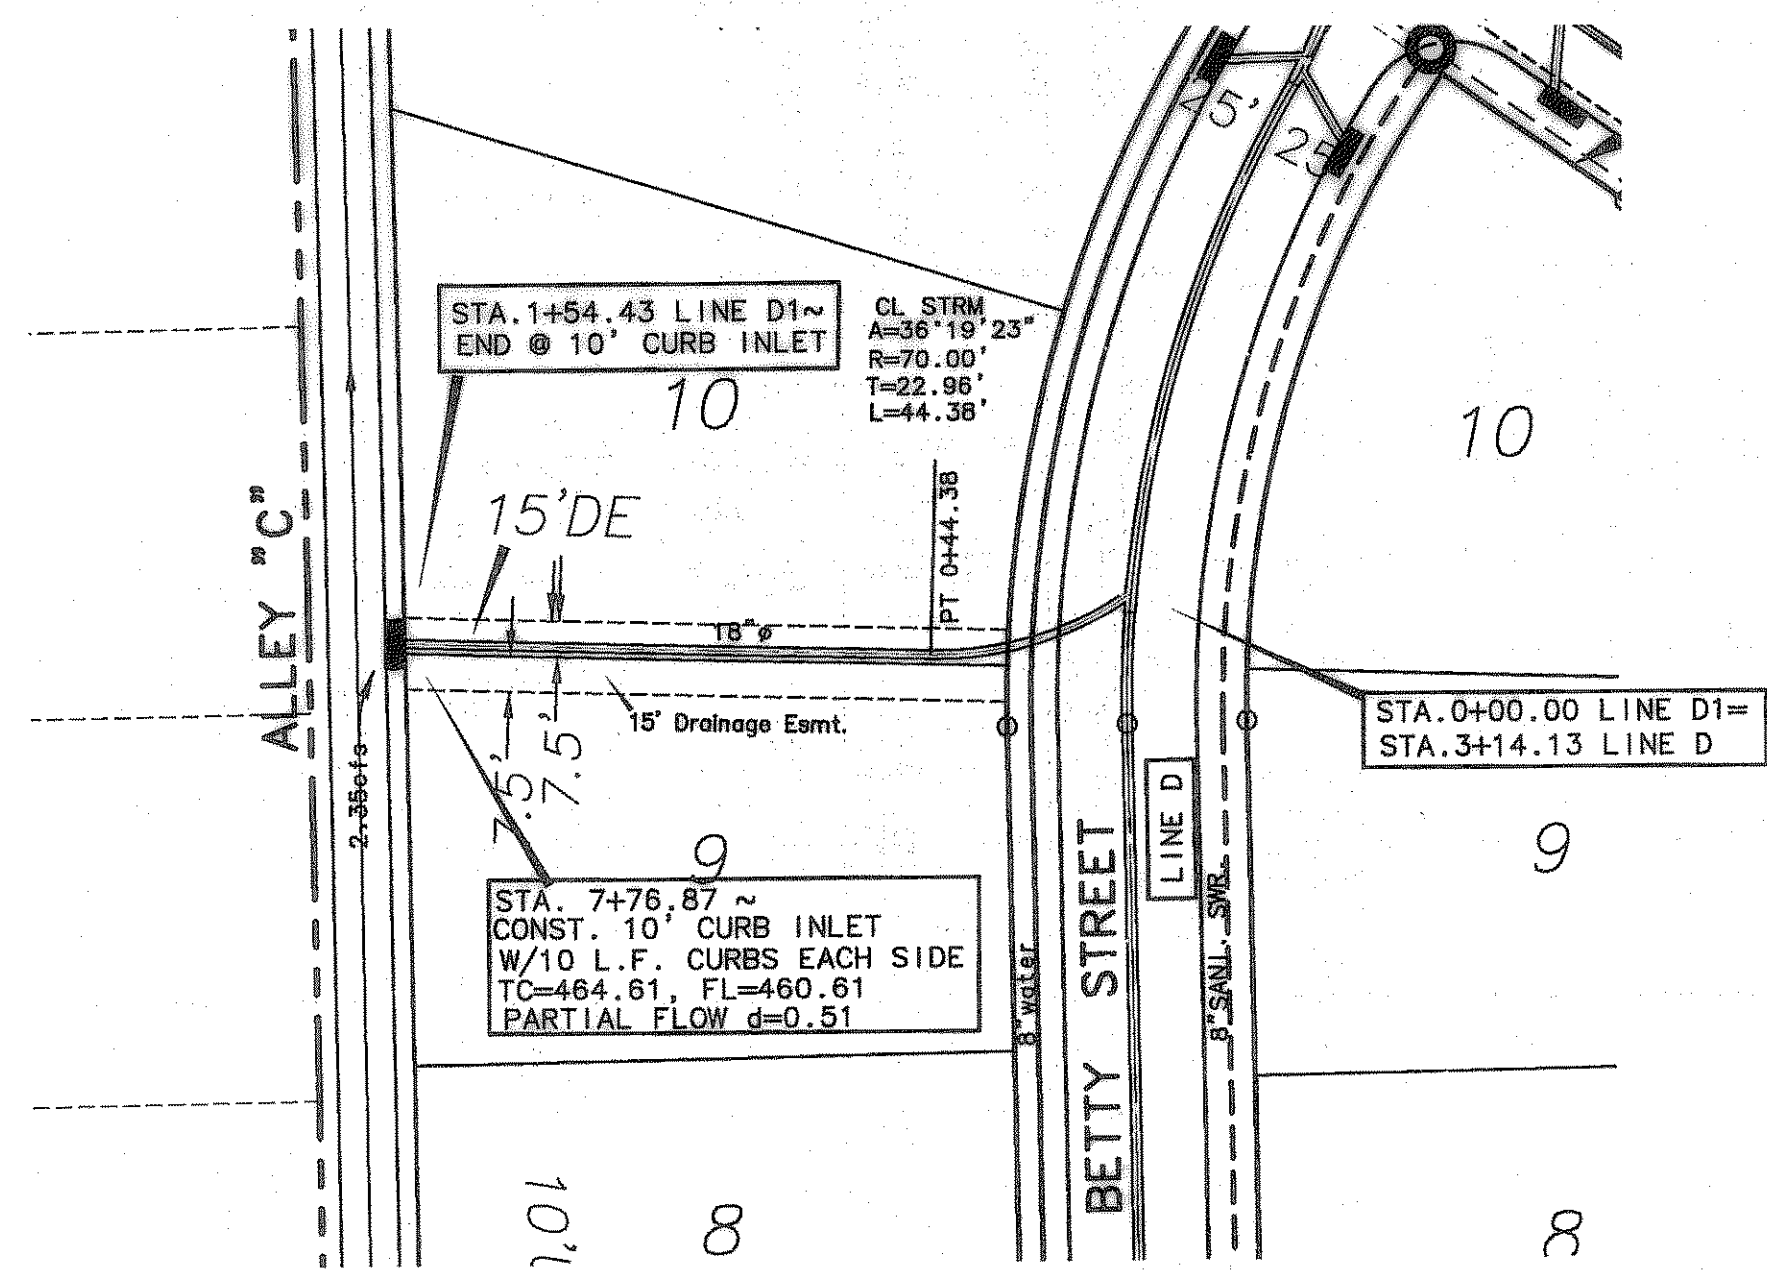 25'
25
STA.1+54.43 LINE D1~
END @ 10' CURB INLET
CL STRM
A=36°19'23"
R=70.00'
T=22.96'
L=44.38'
10
10
15'DE
PT 0+44.38
ALLEY "C"
18"ø
15' Drainage Esmt.
7.5'
7.5'
2.35cfs
STA.0+00.00 LINE D1=
STA.3+14.13 LINE D
LINE D
9
9
STA. 7+76.87 ~
CONST. 10' CURB INLET
W/10 L.F. CURBS EACH SIDE
TC=464.61, FL=460.61
PARTIAL FLOW d=0.51
8"water
BETTY STREET
8"SANI. SWR.
10'
8
8